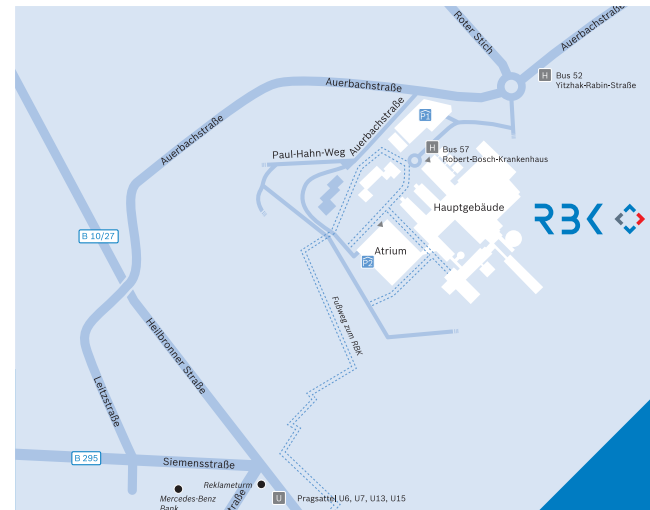 Roter Stich
Auerbachstraße
H Bus 52
Yitzhak-Rabin-Straße
Auerbachstraße
P1
Auerbachstraße
Auerbachstraße
H Bus 57
Robert-Bosch-Krankenhaus
Paul-Hahn-Weg
Hauptgebäude
RBK
B 10/27
Atrium
P2
Fußweg zum RBK
Heilbronner Straße
Leitzstraße
B 295
Siemensstraße
Reklameturm
Mercedes-Benz
Bank
U Pragsattel U6, U7, U13, U15